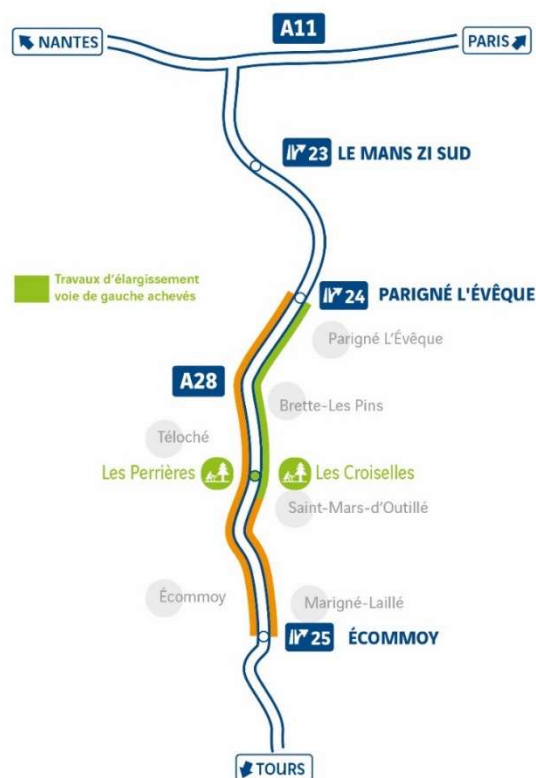 A11
NANTES
PARIS
23 LE MANS ZI SUD
24 PARIGNÉ L'ÉVÊQUE
Travaux d'élargissement
voie de gauche achevés
Parigné L'Évêque
A28
Brette-Les Pins
Téloché
Les Perrières
Les Croiselles
Saint-Mars-d'Outillé
Écommoy
Marigné-Laillé
25 ÉCOMMOY
TOURS